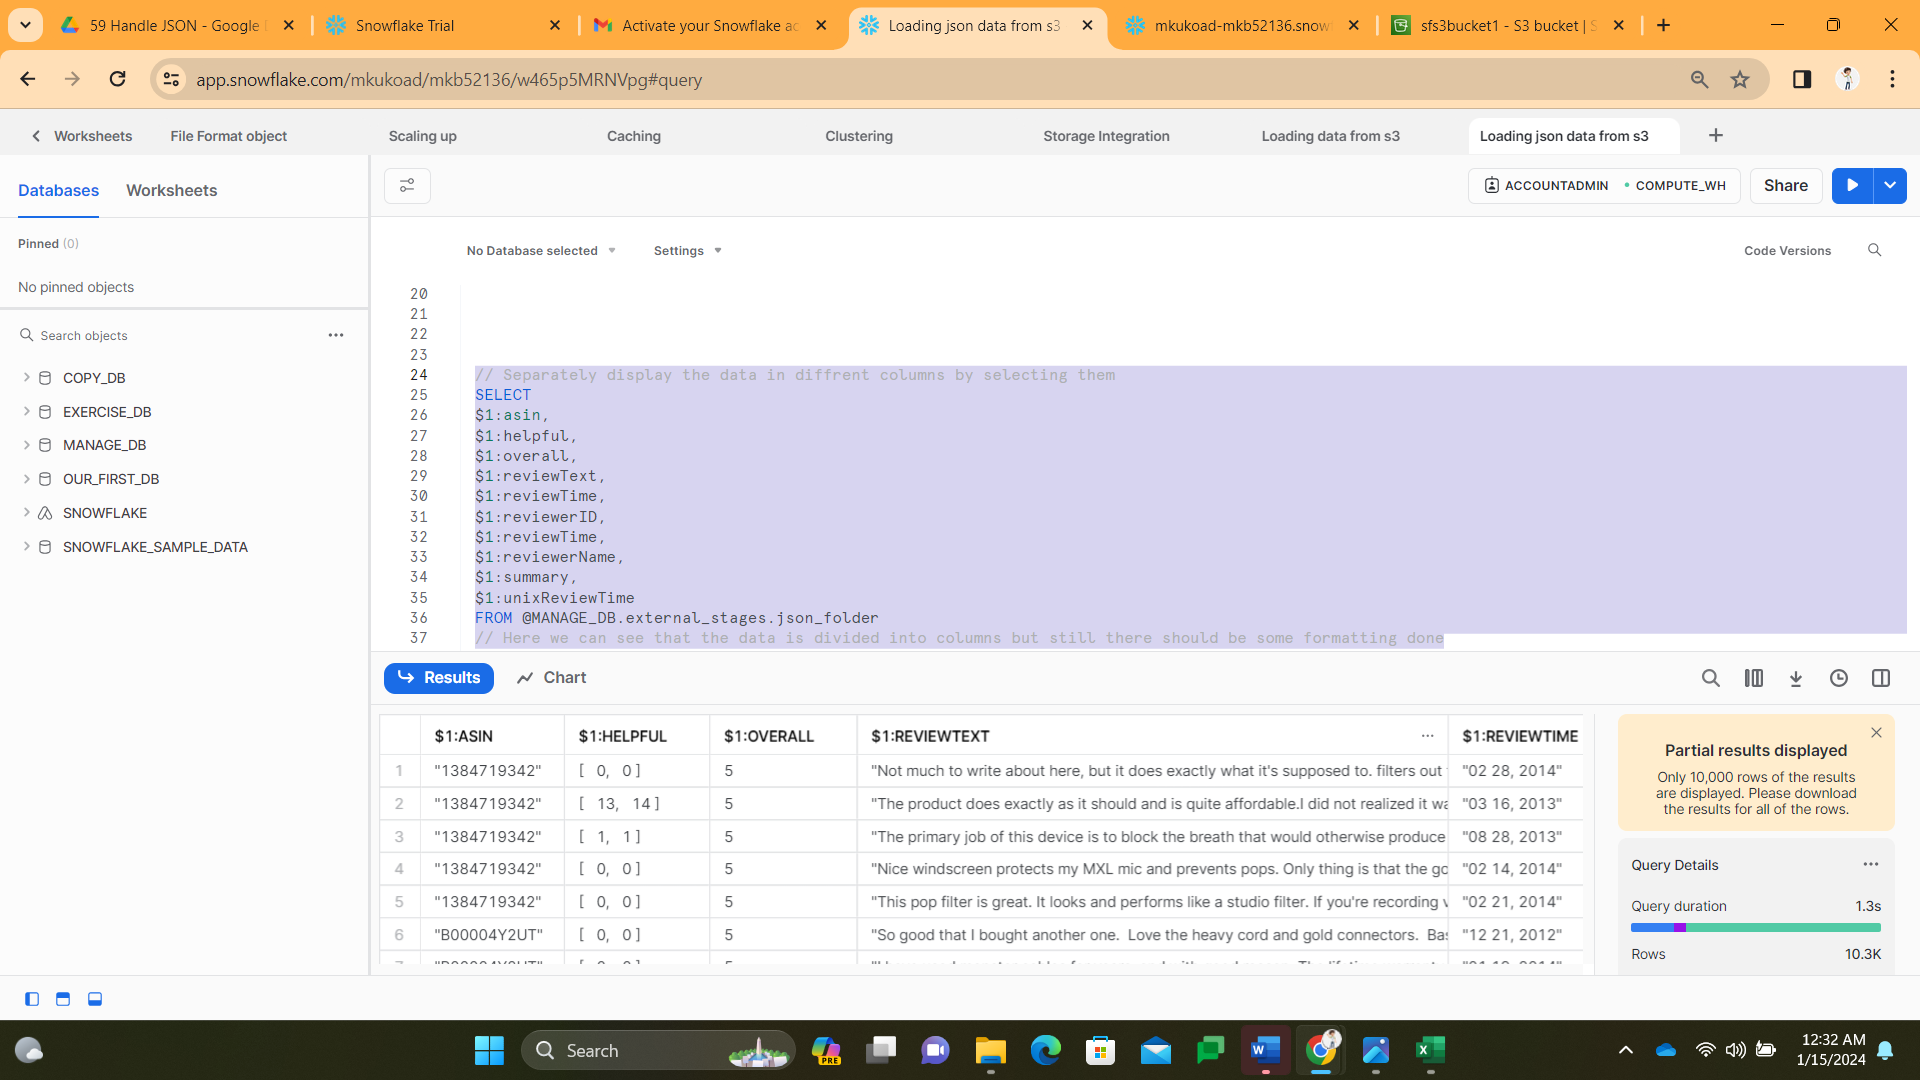 59 Handle JSON - Google
Snowflake Trial
Activate your Snowflake ac
Loading json data from s3
mkukoad-mkb52136.snow
sfs3bucket1 - S3 bucket | S
app.snowflake.com/mkukoad/mkb52136/w465p5MRNVpg#query
Worksheets
File Format object
Scaling up
Caching
Clustering
Storage Integration
Loading data from s3
Loading json data from s3
Databases
Worksheets
ACCOUNTADMIN
COMPUTE_WH
Share
Pinned (0)
No pinned objects
Search objects
COPY_DB
EXERCISE_DB
MANAGE_DB
OUR_FIRST_DB
SNOWFLAKE
SNOWFLAKE_SAMPLE_DATA
No Database selected
Settings
Code Versions
20
21
22
23
24 // Separately display the data in diffrent columns by selecting them
25 SELECT
26 $1:asin,
27 $1:helpful,
28 $1:overall,
29 $1:reviewText,
30 $1:reviewTime,
31 $1:reviewerID,
32 $1:reviewTime,
33 $1:reviewerName,
34 $1:summary,
35 $1:unixReviewTime
36 FROM @MANAGE_DB.external_stages.json_folder
37 // Here we can see that the data is divided into columns but still there should be some formatting done
Results
Chart
$1:ASIN $1:HELPFUL $1:OVERALL $1:REVIEWTEXT ... $1:REVIEWTIME
1 "1384719342" [ 0, 0 ] 5 "Not much to write about here, but it does exactly what it's supposed to. filters out "02 28, 2014"
2 "1384719342" [ 13, 14 ] 5 "The product does exactly as it should and is quite affordable.I did not realized it wa "03 16, 2013"
3 "1384719342" [ 1, 1 ] 5 "The primary job of this device is to block the breath that would otherwise produce "08 28, 2013"
4 "1384719342" [ 0, 0 ] 5 "Nice windscreen protects my MXL mic and prevents pops. Only thing is that the go "02 14, 2014"
5 "1384719342" [ 0, 0 ] 5 "This pop filter is great. It looks and performs like a studio filter. If you're recording v "02 21, 2014"
6 "B00004Y2UT" [ 0, 0 ] 5 "So good that I bought another one. Love the heavy cord and gold connectors. Bas "12 21, 2012"
Partial results displayed
Only 10,000 rows of the results
are displayed. Please download
the results for all of the rows.
Query Details
Query duration 1.3s
Rows 10.3K
Search
PRE
12:32 AM
1/15/2024